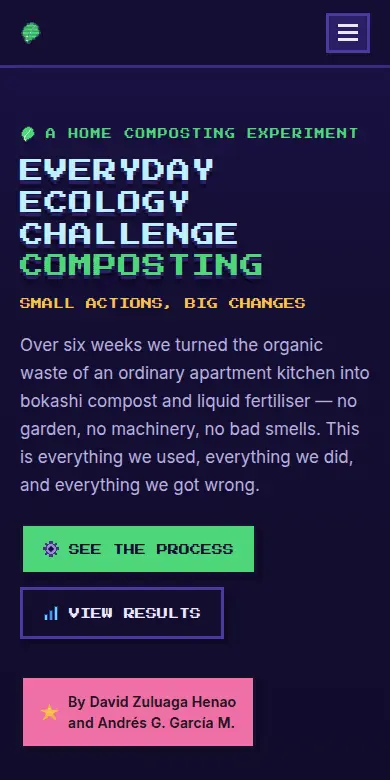 A HOME COMPOSTING EXPERIMENT
EVERYDAY
ECOLOGY
CHALLENGE
COMPOSTING
SMALL ACTIONS, BIG CHANGES
Over six weeks we turned the organic
waste of an ordinary apartment kitchen into
bokashi compost and liquid fertiliser — no
garden, no machinery, no bad smells. This
is everything we used, everything we did,
and everything we got wrong.
SEE THE PROCESS
VIEW RESULTS
By David Zuluaga Henao
and Andrés G. García M.